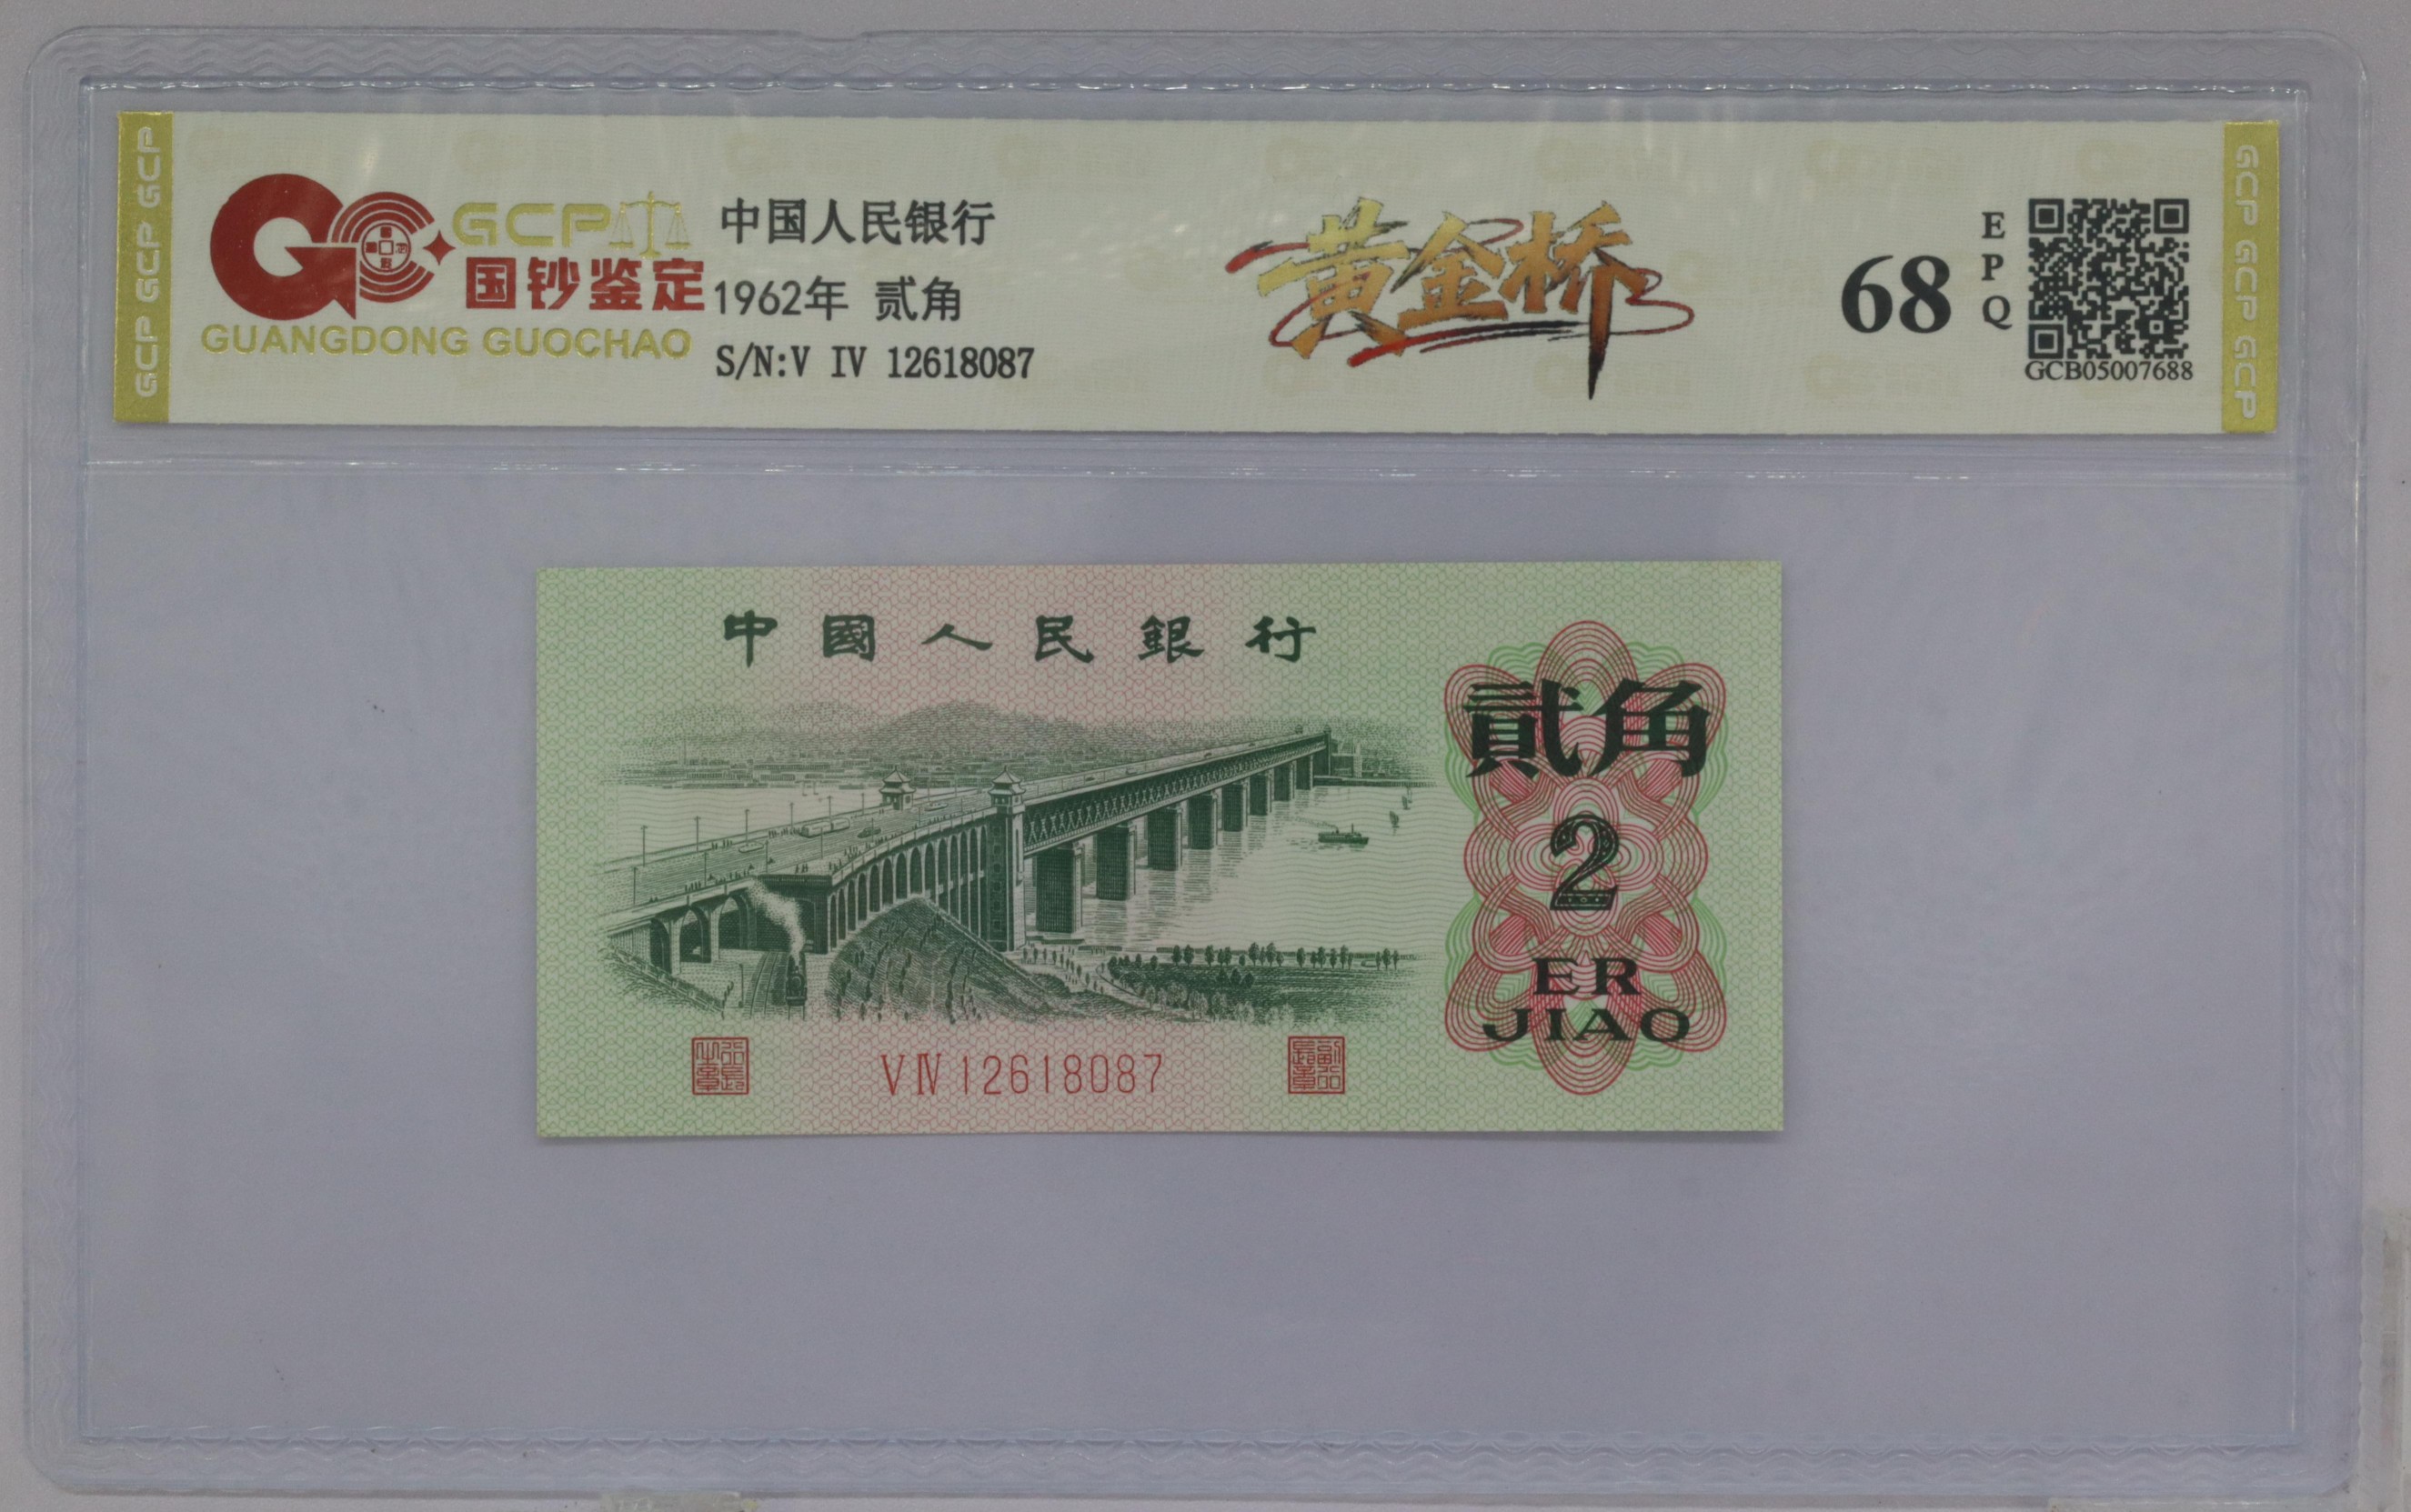 GCP GCP GCP
GCP
国钞鉴定
GUANGDONG GUOCHAO
中国人民银行
1962年 贰角
S/N:V IV 12618087
黄金桥
68
EPQ
GCB05007688
GCP GCP GCP
中國人民銀行
貳角
2
ER
JIAO
V IV 12618087